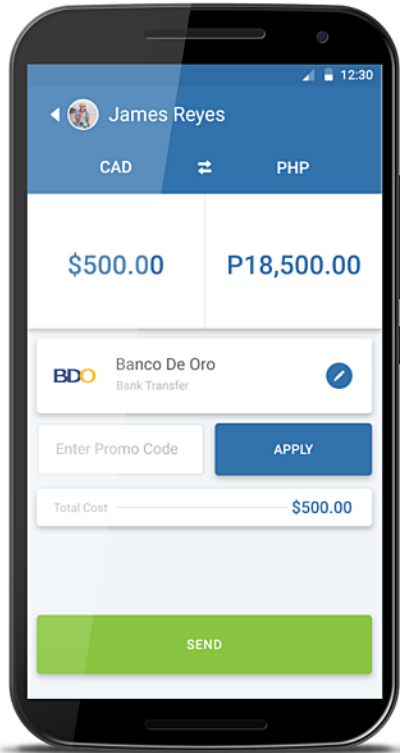 12:30
James Reyes
CAD PHP
$500.00 P18,500.00
BDO
Banco De Oro
Bank Transfer
Enter Promo Code APPLY
Total Cost $500.00
SEND